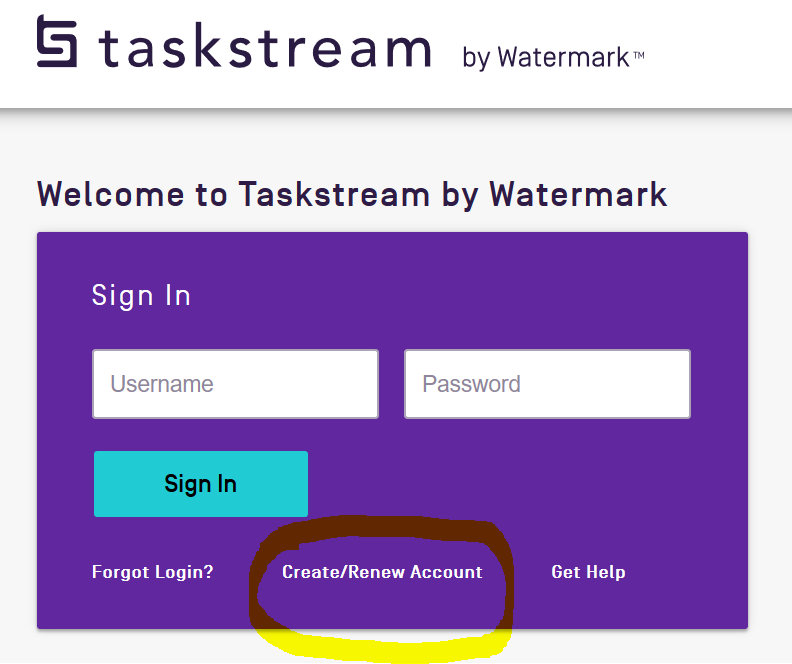 taskstream by Watermark™
Welcome to Taskstream by Watermark
Sign In
Username Password
Sign In
Forgot Login? Create/Renew Account Get Help